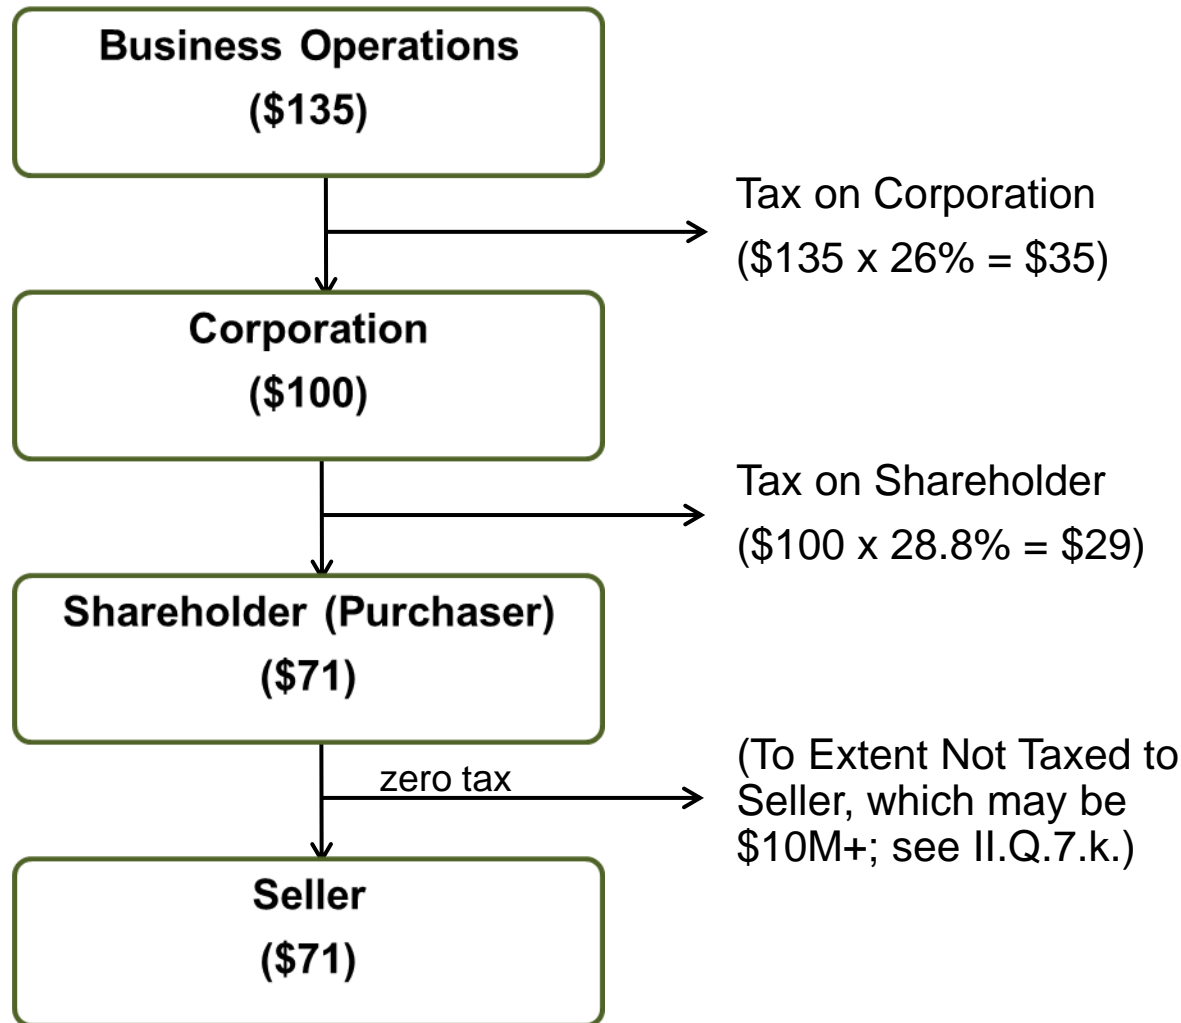 Business Operations
($135)
Tax on Corporation
($135 x 26% = $35)
Corporation
($100)
Tax on Shareholder
($100 x 28.8% = $29)
Shareholder (Purchaser)
($71)
zero tax
(To Extent Not Taxed to
Seller, which may be
$10M+; see II.Q.7.k.)
Seller
($71)